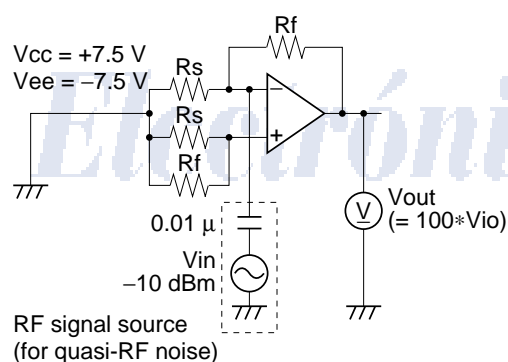 Vcc = +7.5 V
Vee = −7.5 V
Rf
Rs
−
Rs
+
Rf
Electróni
0.01 μ
V
Vout
(= 100*Vio)
Vin
−10 dBm
RF signal source
(for quasi-RF noise)